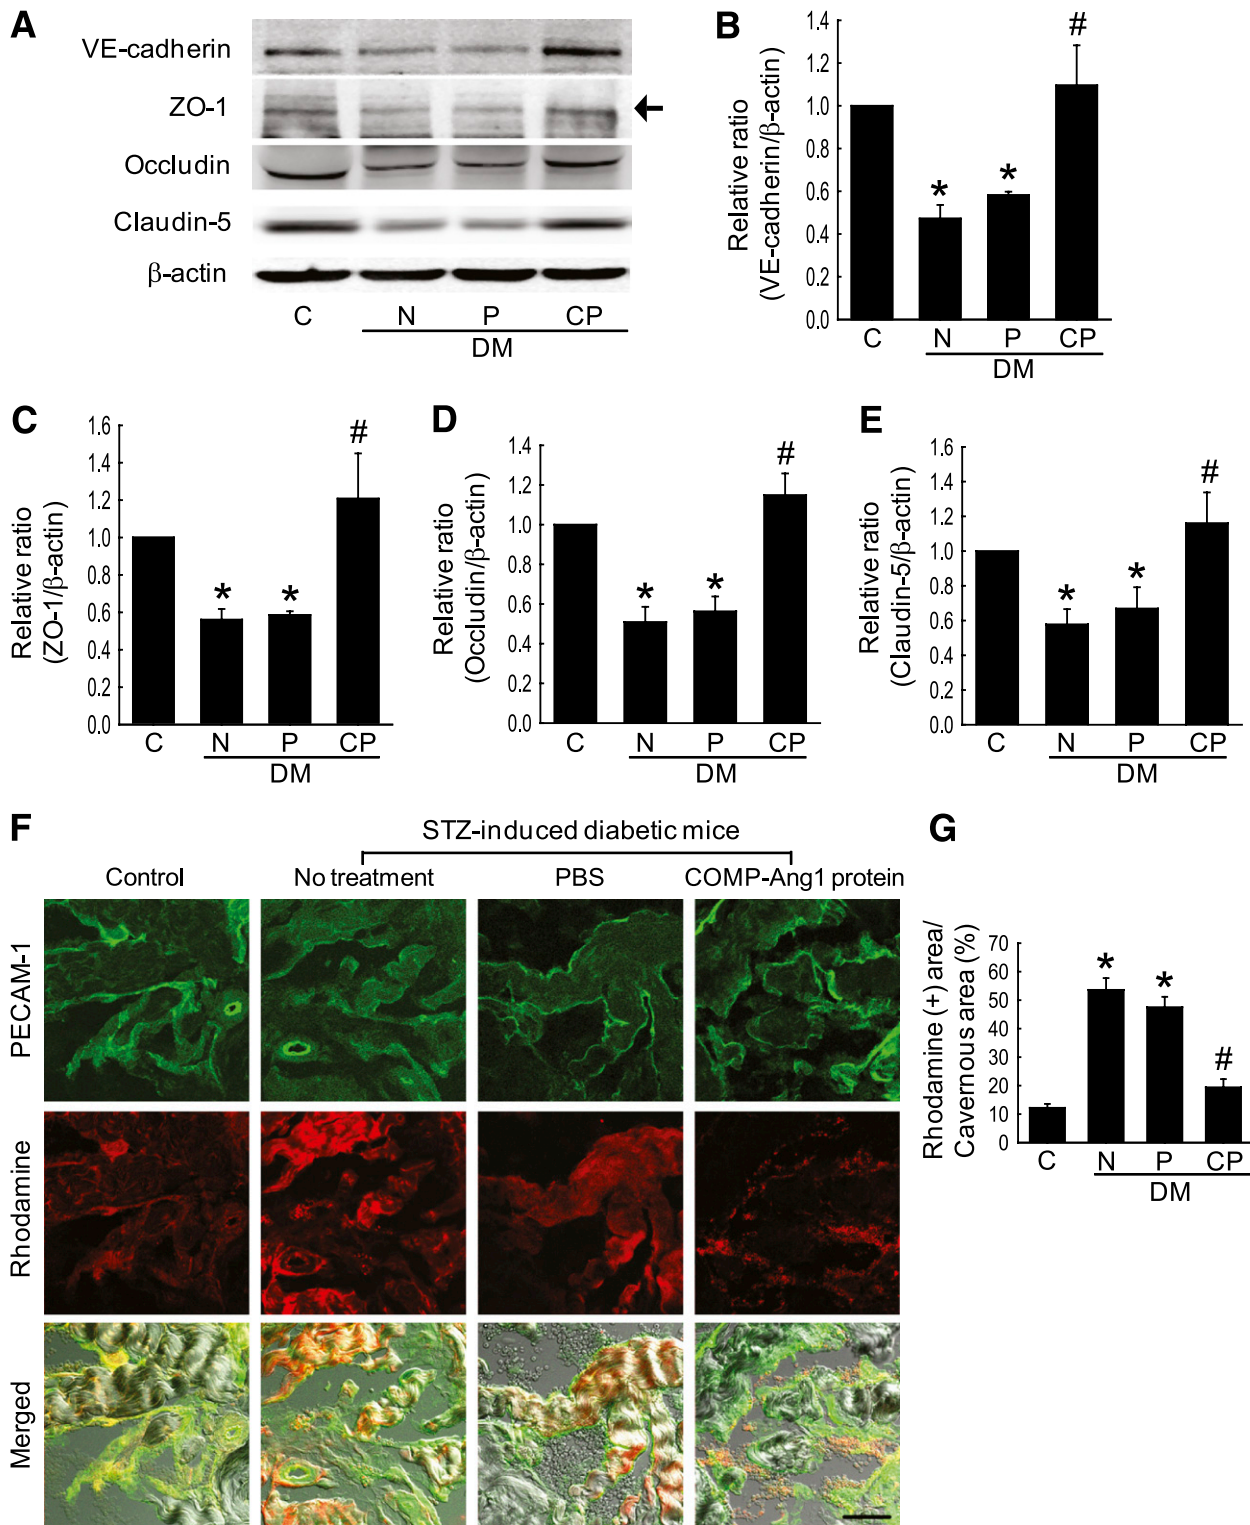 A
VE-cadherin
ZO-1
Occludin
Claudin-5
β-actin
C N P CP
DM
B
Relative ratio
(VE-cadherin/β-actin)
1.4
1.2
1.0
0.8
0.6
0.4
0.2
0.0
* * #
C N P CP
DM
C
Relative ratio
(ZO-1/β-actin)
1.6
1.4
1.2
1.0
0.8
0.6
0.4
0.2
0.0
* * #
C N P CP
DM
D
Relative ratio
(Occludin/β-actin)
1.4
1.2
1.0
0.8
0.6
0.4
0.2
0.0
* * #
C N P CP
DM
E
Relative ratio
(Claudin-5/β-actin)
1.6
1.4
1.2
1.0
0.8
0.6
0.4
0.2
0.0
* * #
C N P CP
DM
F
STZ-induced diabetic mice
Control No treatment PBS COMP-Ang1 protein
PECAM-1
Rhodamine
Merged
G
Rhodamine (+) area/
Cavernous area (%)
70
60
50
40
30
20
10
0
* * #
C N P CP
DM